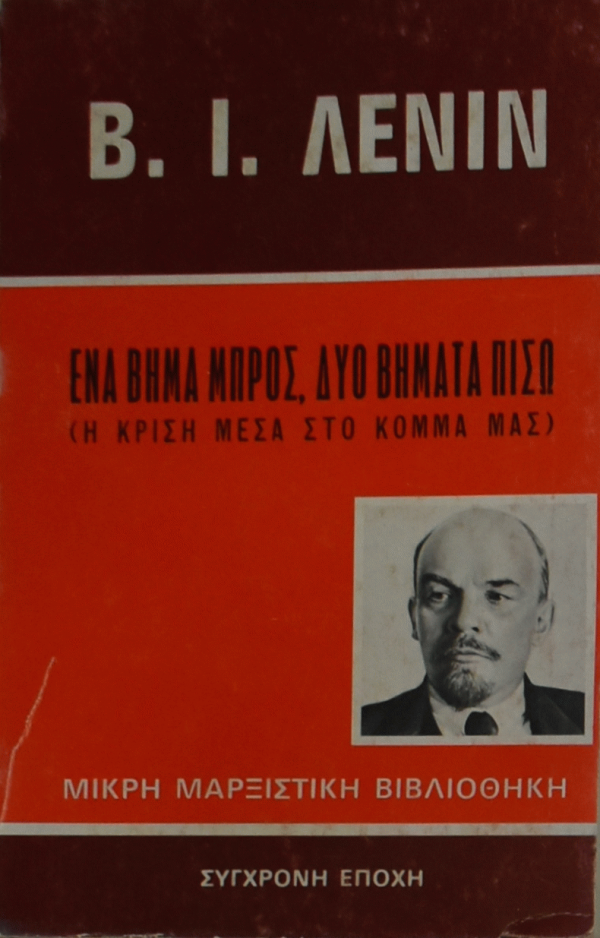 Β. Ι. ΛΕΝΙΝ
ΕΝΑ ΒΗΜΑ ΜΠΡΟΣ, ΔΥΟ ΒΗΜΑΤΑ ΠΙΣΩ
(Η ΚΡΙΣΗ ΜΕΣΑ ΣΤΟ ΚΟΜΜΑ ΜΑΣ)
ΜΙΚΡΗ ΜΑΡΞΙΣΤΙΚΗ ΒΙΒΛΙΟΘΗΚΗ
ΣΥΓΧΡΟΝΗ ΕΠΟΧΗ